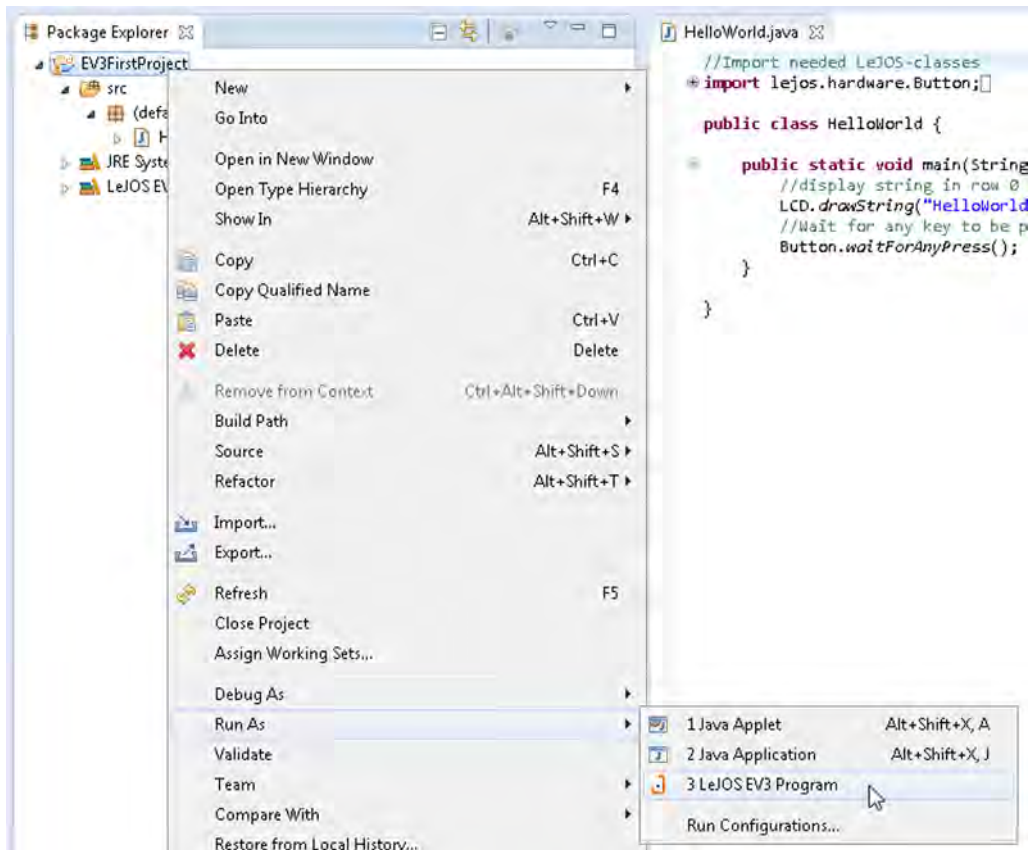 Package Explorer
EV3FirstProject
src
(defa
H
JRE Syste
LeJOS EV
New
Go Into
Open in New Window
Open Type Hierarchy F4
Show In Alt+Shift+W
Copy Ctrl+C
Copy Qualified Name
Paste Ctrl+V
Delete Delete
Remove from Context Ctrl+Alt+Shift+Down
Build Path
Source Alt+Shift+S
Refactor Alt+Shift+T
Import...
Export...
Refresh F5
Close Project
Assign Working Sets...
Debug As
Run As
Validate
Team
Compare With
Restore from Local History...
1 Java Applet Alt+Shift+X, A
2 Java Application Alt+Shift+X, J
3 LeJOS EV3 Program
Run Configurations...
HelloWorld.java
//Import needed LeJOS-classes
import lejos.hardware.Button;
public class HelloWorld {
public static void main(String
//display string in row 0
LCD.drawString("HelloWorld
//Wait for any key to be p
Button.waitForAnyPress();
}
}